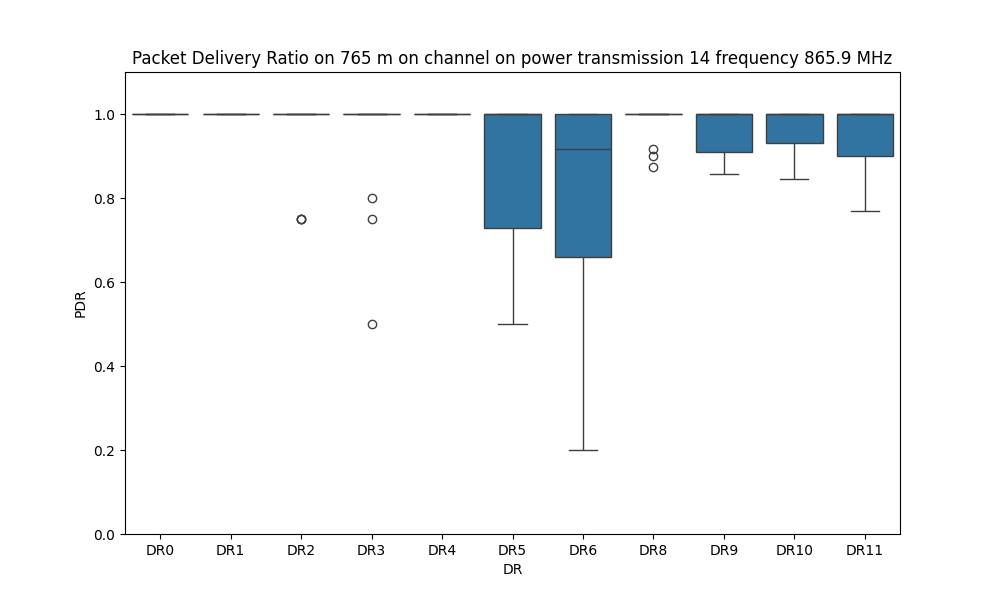 Packet Delivery Ratio on 765 m on channel on power transmission 14 frequency 865.9 MHz
PDR
1.0
0.8
0.6
0.4
0.2
0.0
DR0 DR1 DR2 DR3 DR4 DR5 DR6 DR8 DR9 DR10 DR11
DR